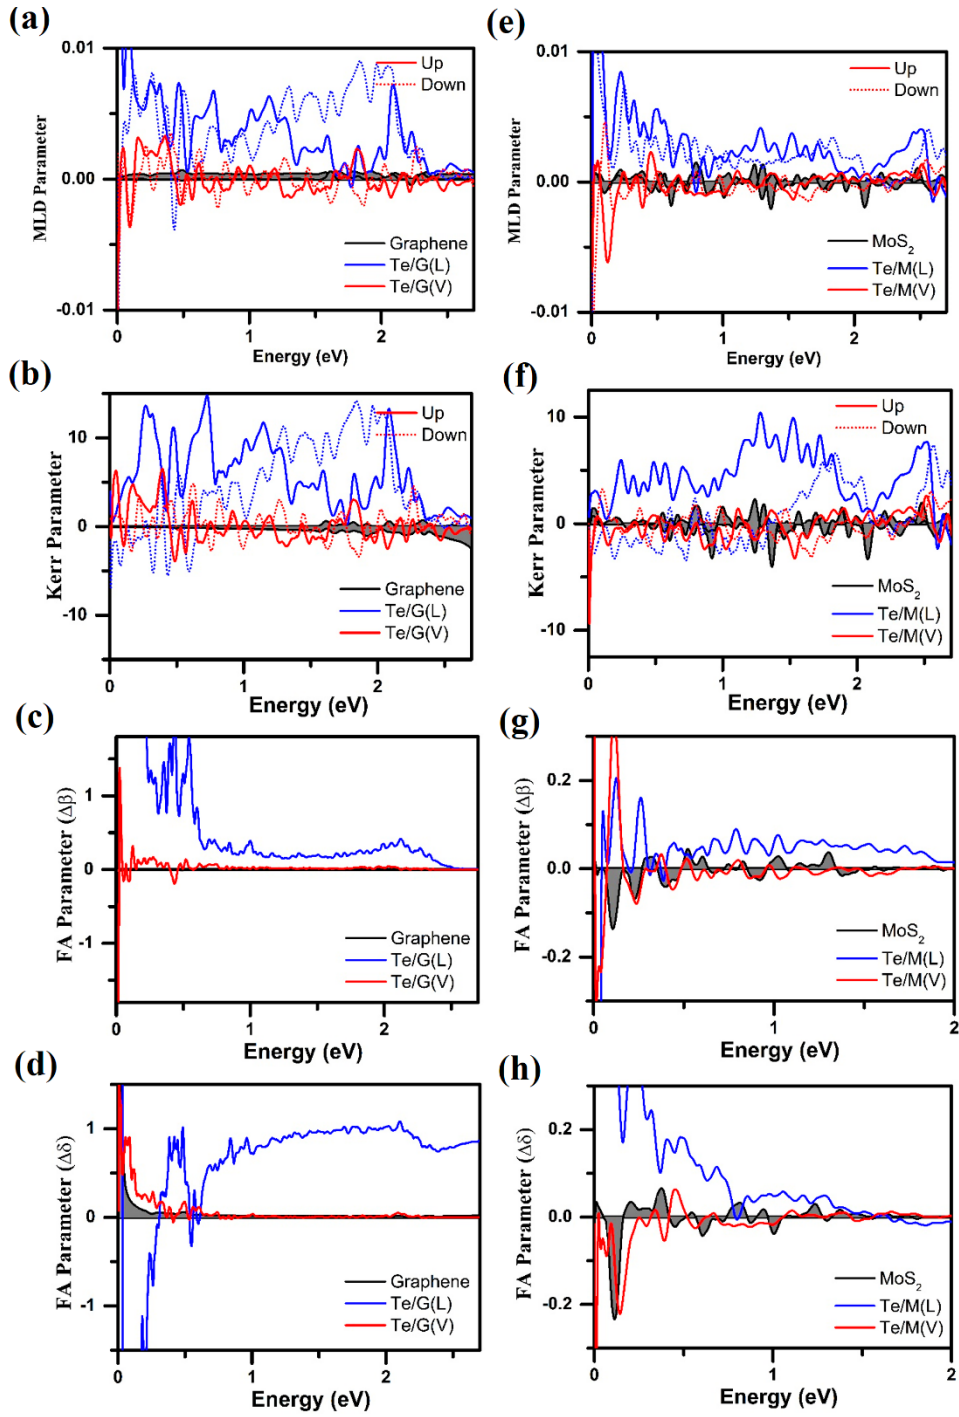 (a)
0.01
0.00
-0.01
MLD Parameter
Up
Down
Graphene
Te/G(L)
Te/G(V)
0 1 2
Energy (eV)
(b)
10
0
-10
Kerr Parameter
Up
Down
Graphene
Te/G(L)
Te/G(V)
0 1 2
Energy (eV)
(c)
1
0
-1
FA Parameter (Δβ)
Graphene
Te/G(L)
Te/G(V)
0 1 2
Energy (eV)
(d)
1
0
-1
FA Parameter (Δδ)
Graphene
Te/G(L)
Te/G(V)
0 1 2
Energy (eV)
(e)
0.01
0.00
-0.01
MLD Parameter
Up
Down
MoS₂
Te/M(L)
Te/M(V)
0 1 2
Energy (eV)
(f)
10
0
-10
Kerr Parameter
Up
Down
MoS₂
Te/M(L)
Te/M(V)
0 1 2
Energy (eV)
(g)
0.2
0.0
-0.2
FA Parameter (Δβ)
MoS₂
Te/M(L)
Te/M(V)
0 1 2
Energy (eV)
(h)
0.2
0.0
-0.2
FA Parameter (Δδ)
MoS₂
Te/M(L)
Te/M(V)
0 1 2
Energy (eV)